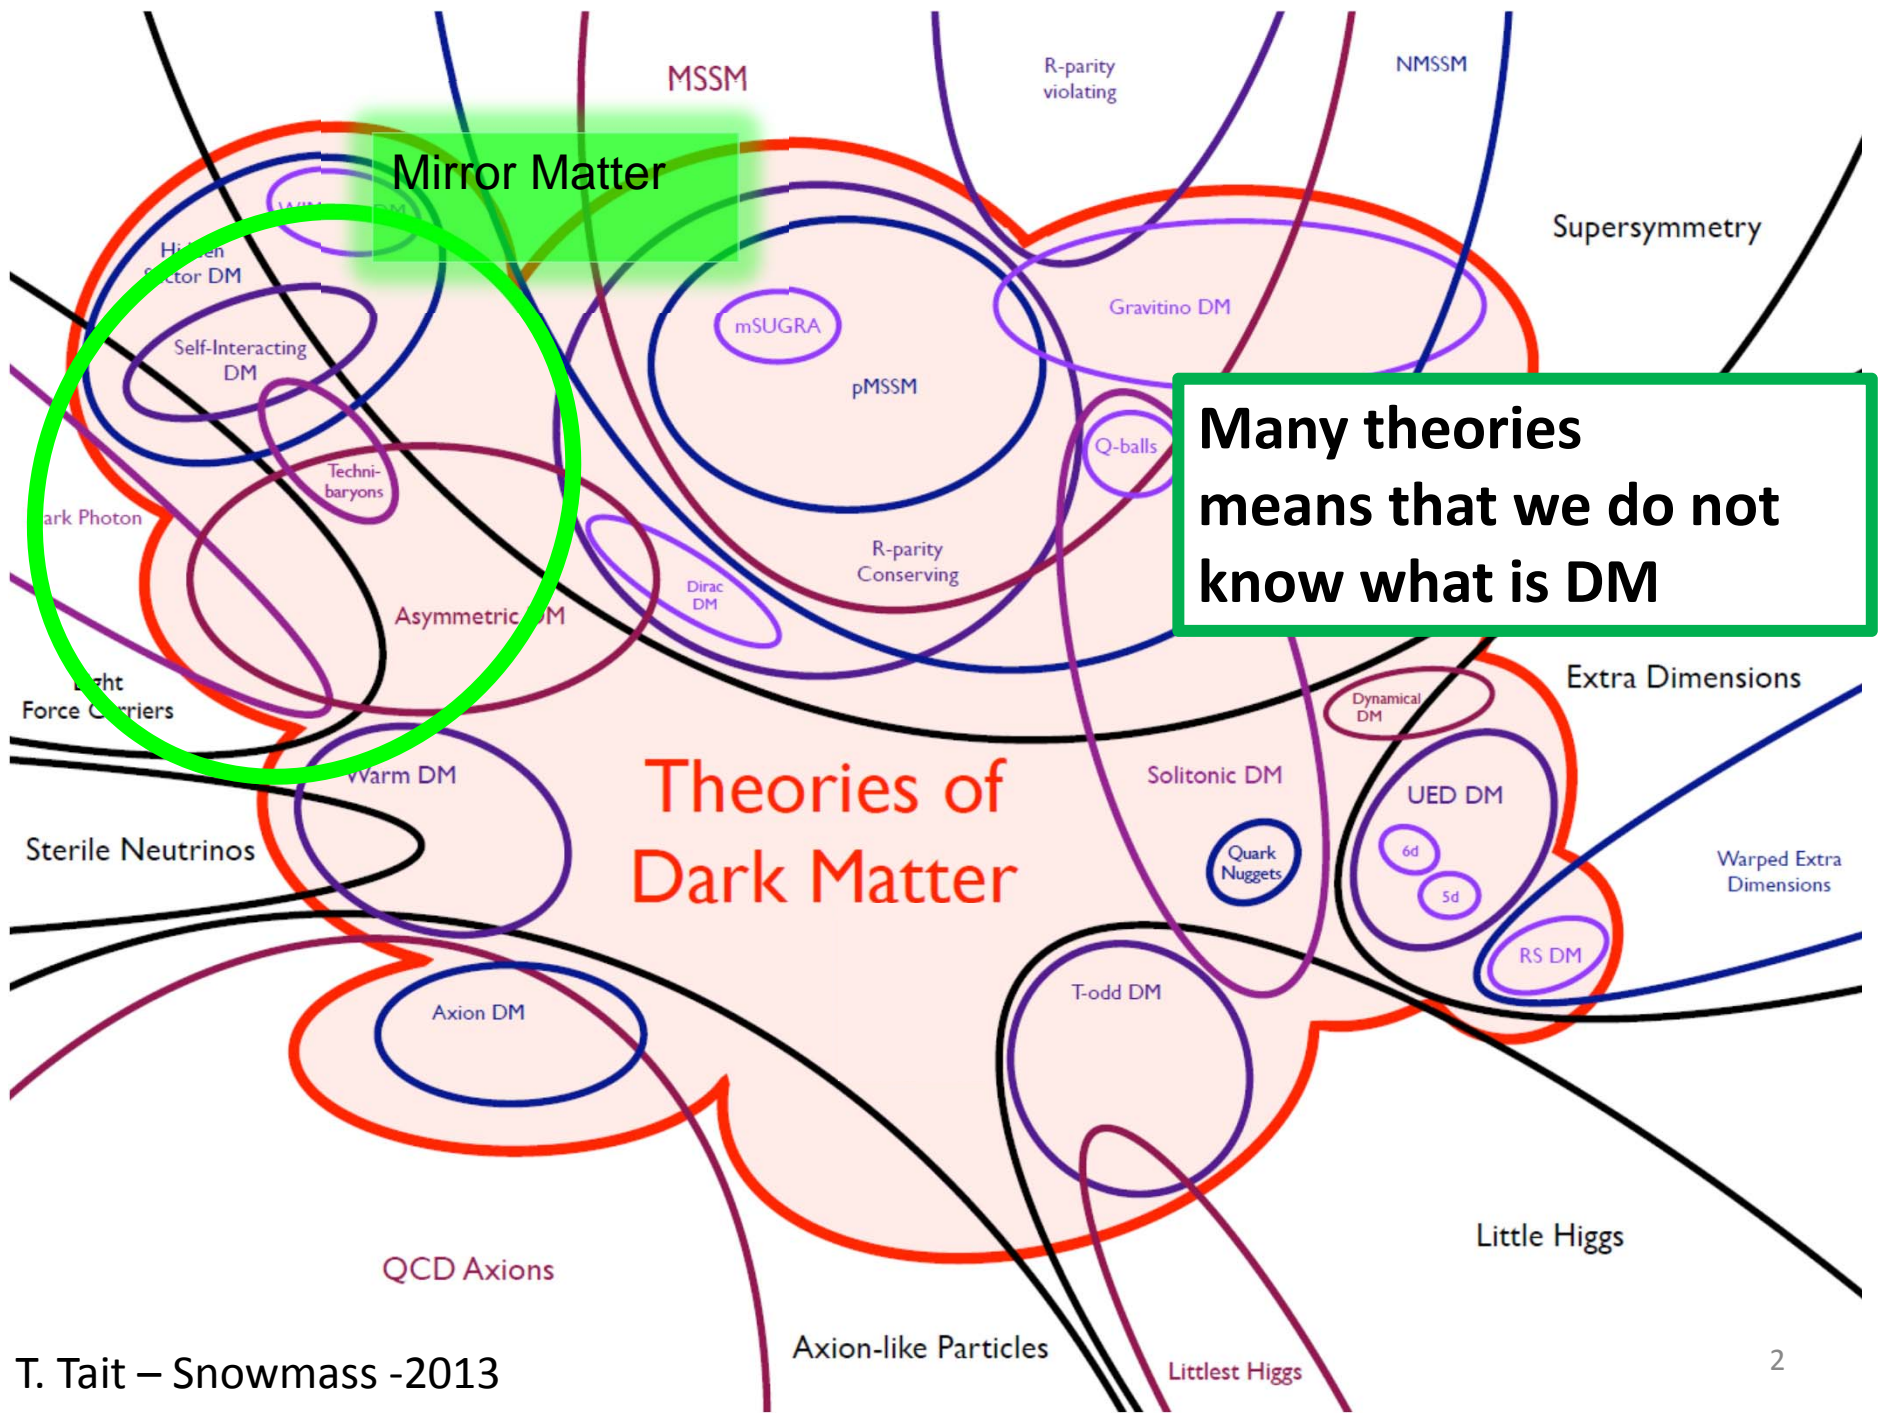 MSSM
R-parity
violating
NMSSM
Mirror Matter
Supersymmetry
DM
Gravitino DM
mSUGRA
Self-Interacting
DM
pMSSM
Many theories
means that we do not
know what is DM
Q-balls
Techni-
baryons
R-parity
Conserving
Dirac
DM
Asymmetric DM
Force Carriers
Extra Dimensions
Dynamical
DM
Warm DM
Theories of
Dark Matter
Solitonic DM
UED DM
6d
5d
Quark
Nuggets
Sterile Neutrinos
Warped Extra
Dimensions
RS DM
T-odd DM
Axion DM
Little Higgs
QCD Axions
Axion-like Particles
Littlest Higgs
T. Tait – Snowmass -2013
2